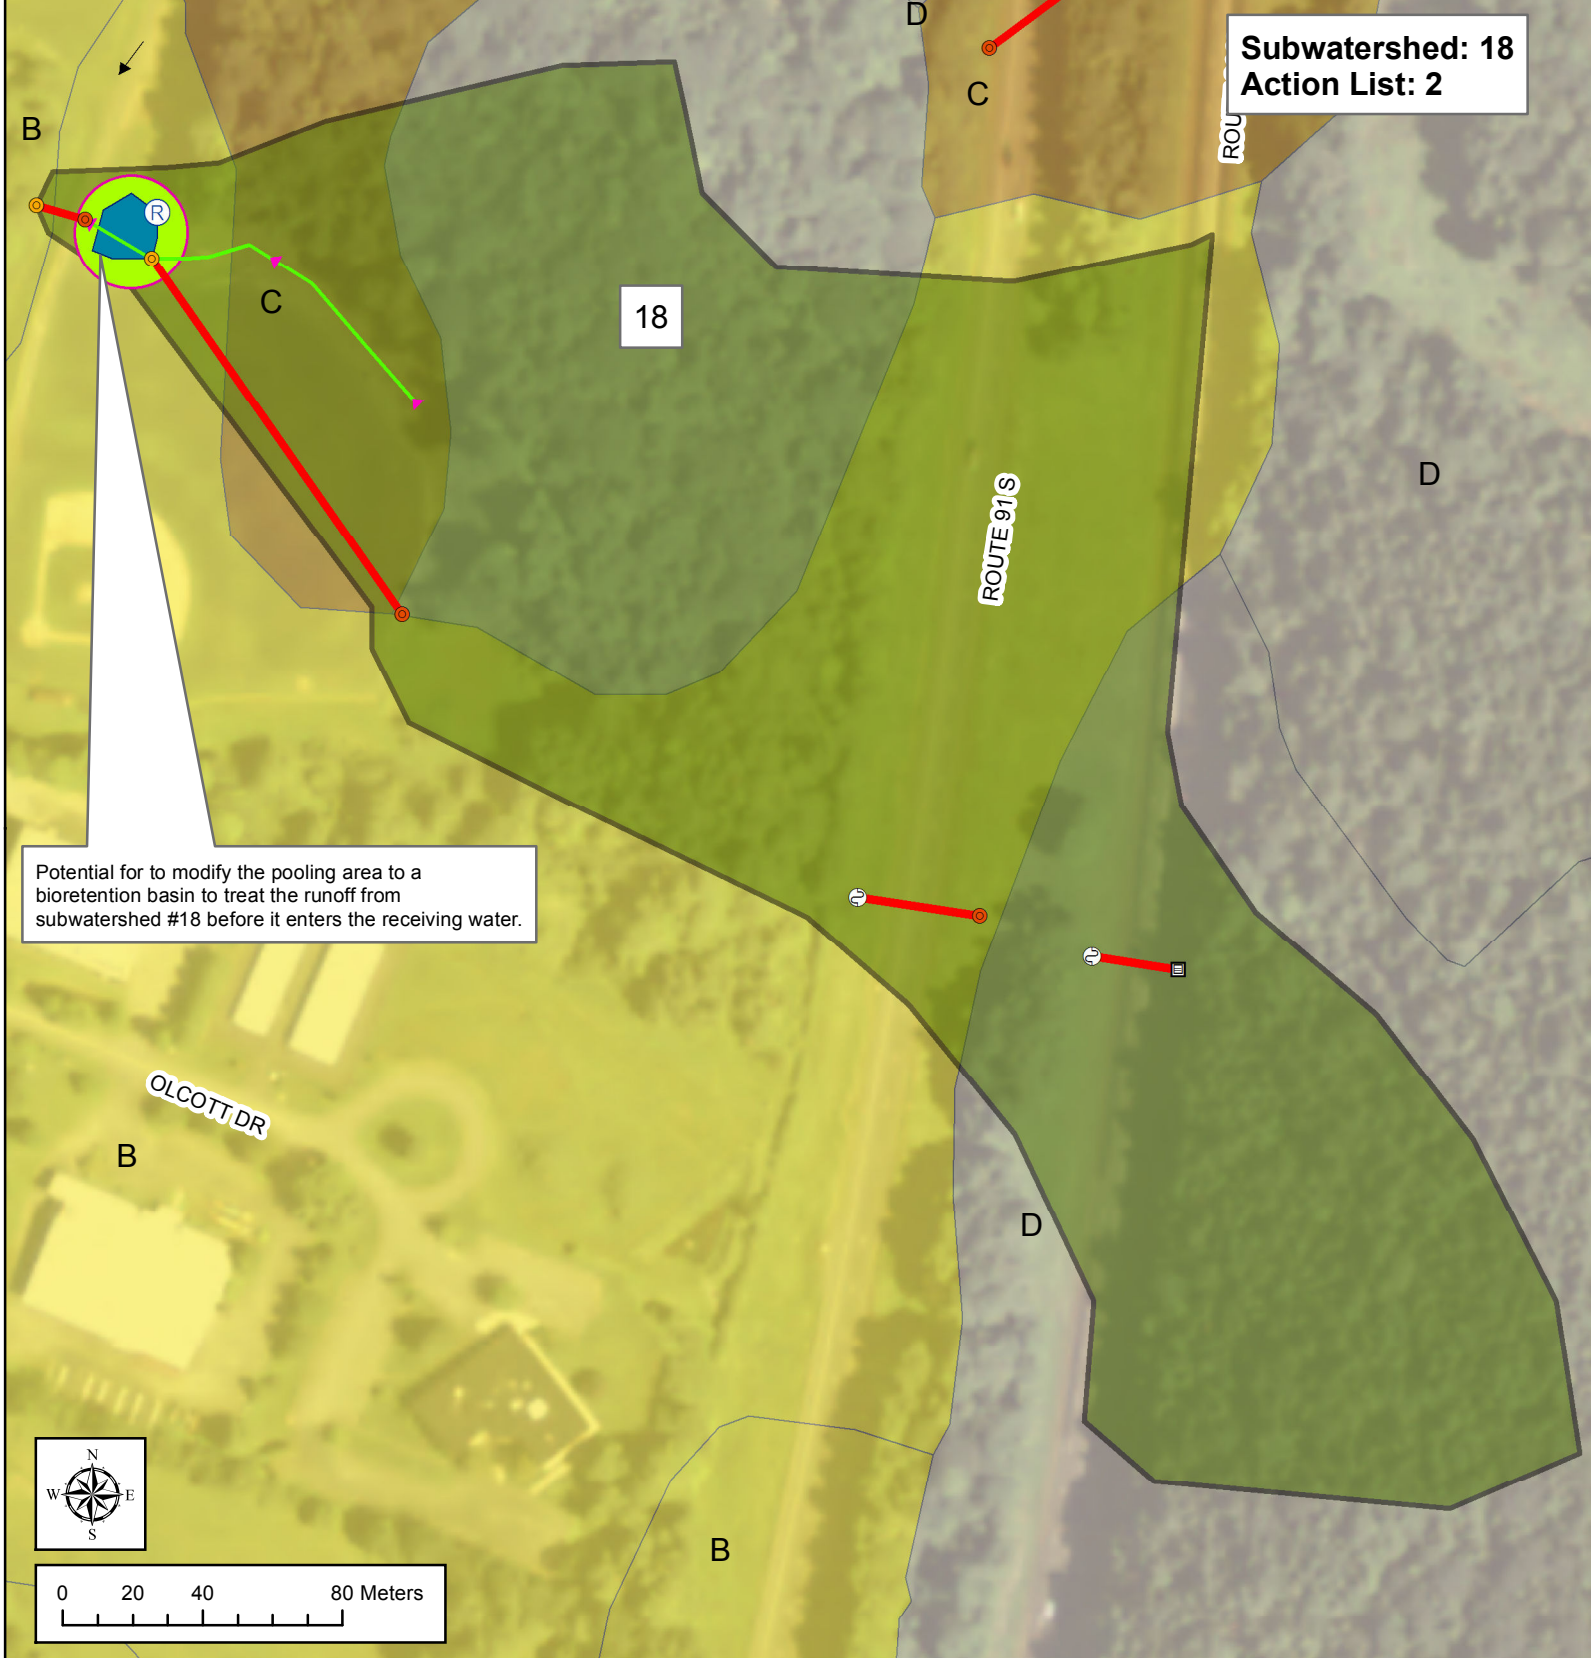 D
Subwatershed: 18
Action List: 2
C
B
R
C
18
D
ROUTE 91 S
Potential for to modify the pooling area to a
bioretention basin to treat the runoff from
subwatershed #18 before it enters the receiving water.
OLCOTT DR
B
D
N
W E
S
B
0 20 40 80 Meters